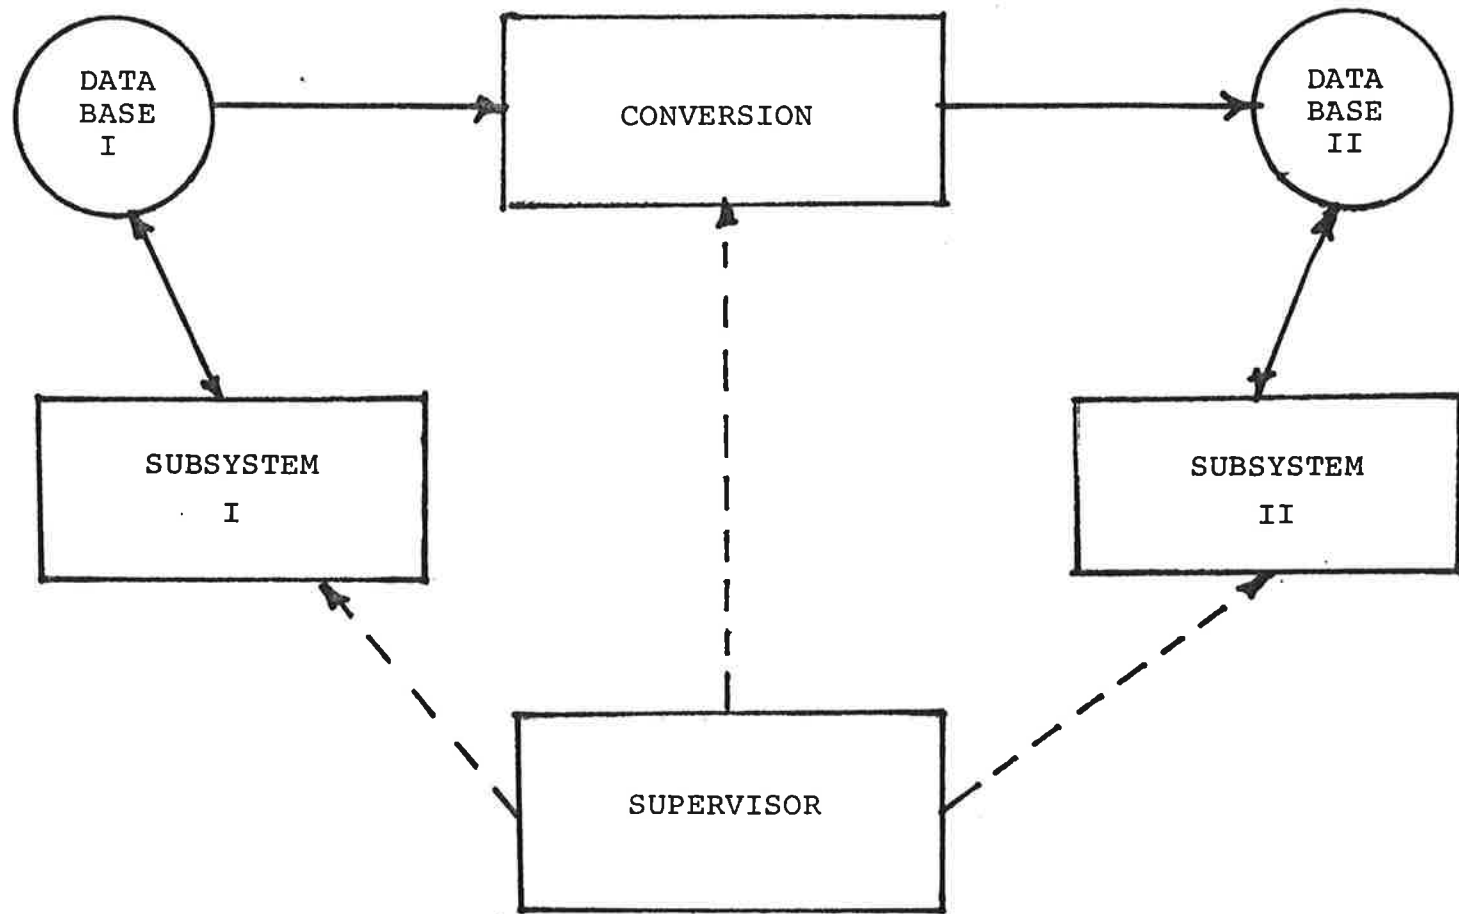 DATA
BASE
I
CONVERSION
DATA
BASE
II
SUBSYSTEM
I
SUBSYSTEM
II
SUPERVISOR